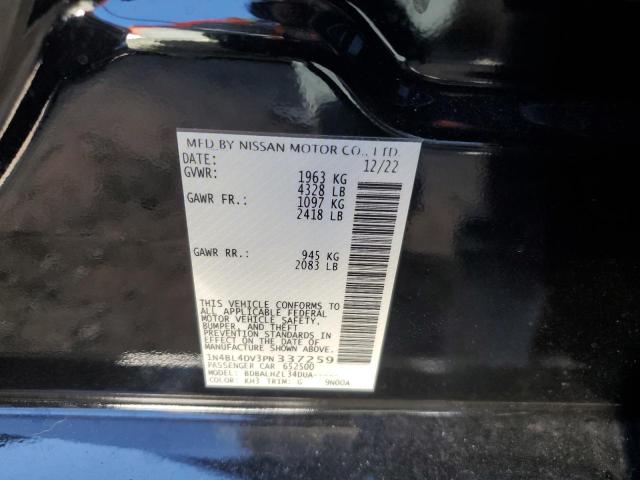 MFD BY NISSAN MOTOR CO., LTD.
DATE: 12/22
GVWR: 1963 KG
4328 LB
GAWR FR.: 1097 KG
2418 LB
GAWR RR.: 945 KG
2083 LB
THIS VEHICLE CONFORMS TO
ALL APPLICABLE FEDERAL
MOTOR VEHICLE SAFETY,
BUMPER, AND THEFT
PREVENTION STANDARDS IN
EFFECT ON THE DATE OF
MANUFACTURE SHOWN ABOVE.
1N4BL4DV3PN337259
PASSENGER CAR 652500
MODEL: BDBALHZL34DUA-----
COLOR: KH3 TRIM: G 9N00A